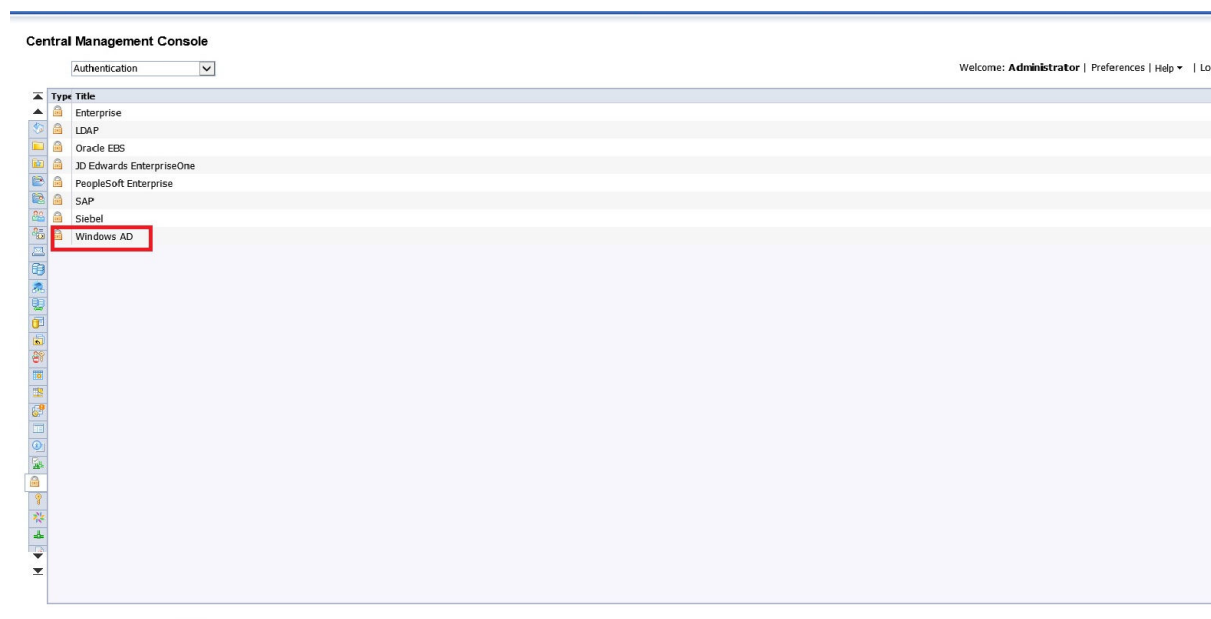 Central Management Console
Authentication
Welcome: Administrator | Preferences | Help | Lo
Type Title
Enterprise
LDAP
Oracle EBS
JD Edwards EnterpriseOne
PeopleSoft Enterprise
SAP
Siebel
Windows AD